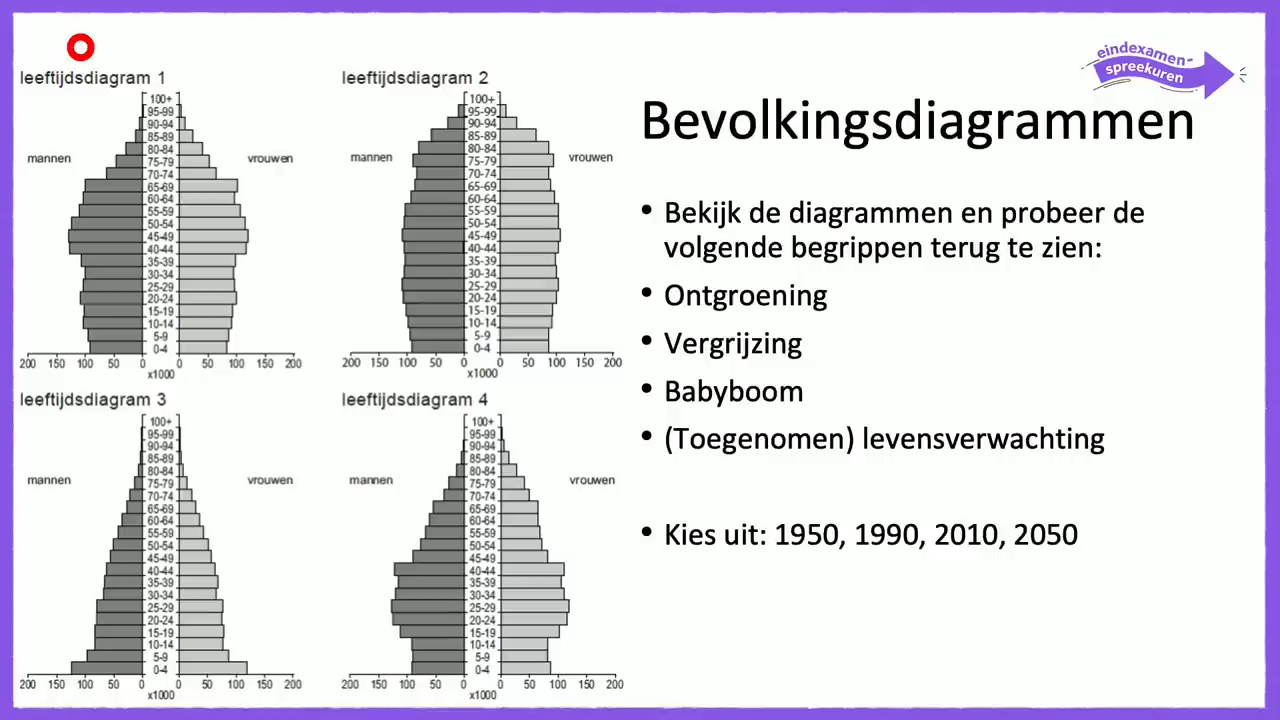 eindexamen-
spreekuren
Bevolkingsdiagrammen
• Bekijk de diagrammen en probeer de
volgende begrippen terug te zien:
• Ontgroening
• Vergrijzing
• Babyboom
• (Toegenomen) levensverwachting
• Kies uit: 1950, 1990, 2010, 2050
leeftijdsdiagram 1
mannen
vrouwen
100+
95-99
90-94
85-89
80-84
75-79
70-74
65-69
60-64
55-59
50-54
45-49
40-44
35-39
30-34
25-29
20-24
15-19
10-14
5-9
0-4
200 150 100 50 0 0 50 100 150 200
x1000
leeftijdsdiagram 2
mannen
vrouwen
100+
95-99
90-94
85-89
80-84
75-79
70-74
65-69
60-64
55-59
50-54
45-49
40-44
35-39
30-34
25-29
20-24
15-19
10-14
5-9
0-4
200 150 100 50 0 0 50 100 150 200
x1000
leeftijdsdiagram 3
mannen
vrouwen
100+
95-99
90-94
85-89
80-84
75-79
70-74
65-69
60-64
55-59
50-54
45-49
40-44
35-39
30-34
25-29
20-24
15-19
10-14
5-9
0-4
200 150 100 50 0 0 50 100 150 200
x1000
leeftijdsdiagram 4
mannen
vrouwen
100+
95-99
90-94
85-89
80-84
75-79
70-74
65-69
60-64
55-59
50-54
45-49
40-44
35-39
30-34
25-29
20-24
15-19
10-14
5-9
0-4
200 150 100 50 0 0 50 100 150 200
x1000